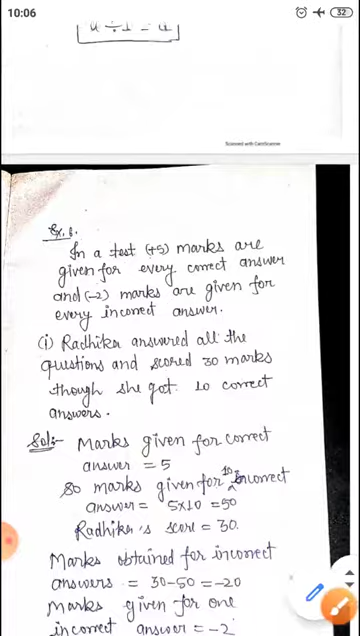 10:06
32
a ÷ 1 = a
Scanned with CamScanner
Ex. 8.
In a test (+5) marks are
given for every correct answer
and (-2) marks are given for
every incorrect answer.
(i) Radhika answered all the
questions and scored 30 marks
though she got 10 correct
answers.
Sol:- Marks given for correct
answer = 5
So marks given for 10 correct
answer = 5x10 = 50
Radhika's score = 30.
Marks obtained for incorrect
answers = 30-50 = -20
Marks given for one
incorrect answer = -2